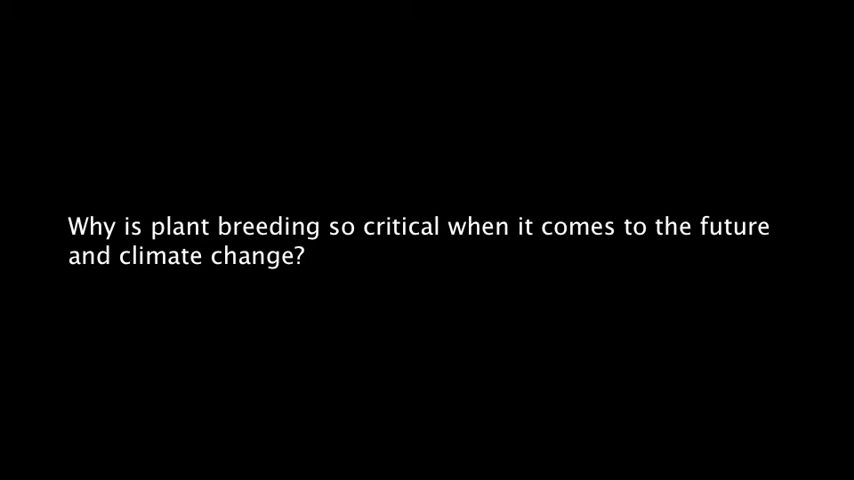 Why is plant breeding so critical when it comes to the future
and climate change?